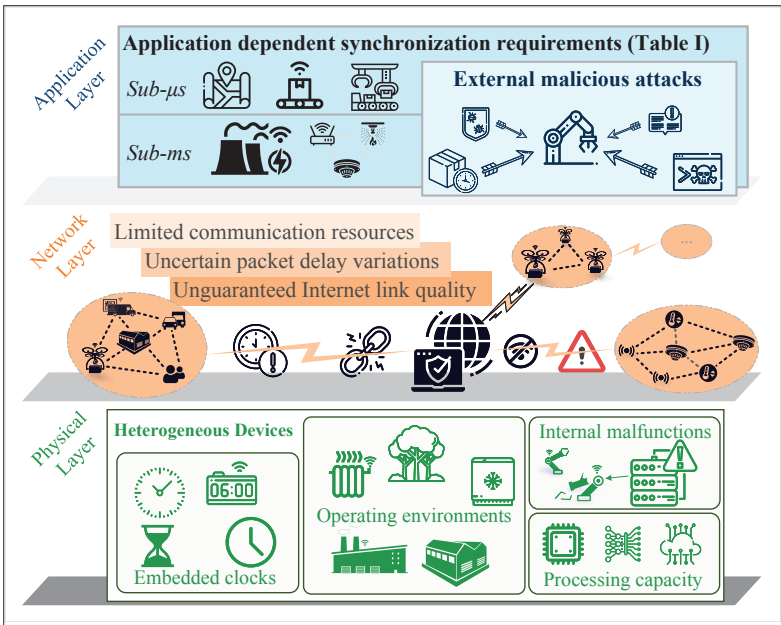 Application Layer
Application dependent synchronization requirements (Table I)
Sub-μs
External malicious attacks
Sub-ms
Network Layer
Limited communication resources
Uncertain packet delay variations
Unguaranteed Internet link quality
...
Physical Layer
Heterogeneous Devices
06:00
Embedded clocks
Operating environments
Internal malfunctions
Processing capacity